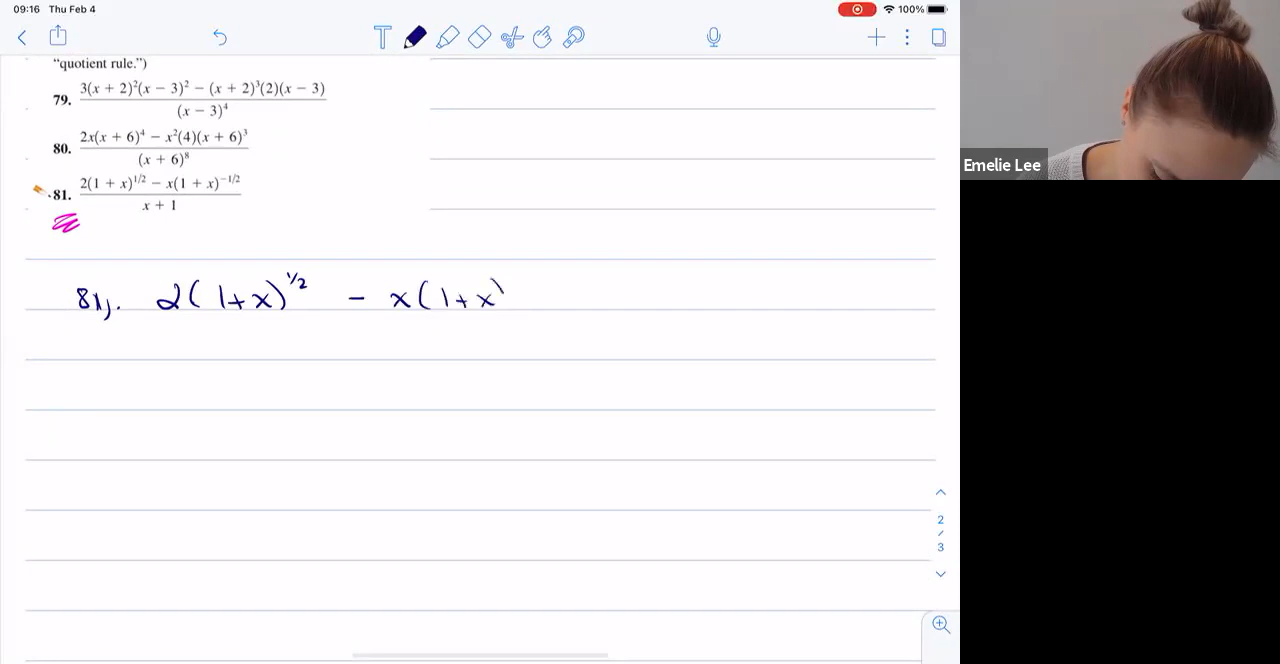 09:16 Thu Feb 4
100%
"quotient rule.")
79. 3(x + 2)²(x − 3)² − (x + 2)³(2)(x − 3)
(x − 3)⁴
80. 2x(x + 6)⁴ − x²(4)(x + 6)³
(x + 6)⁸
81. 2(1 + x)^1/2 − x(1 + x)^−1/2
x + 1
Emelie Lee
81). 2(1+x)^1/2 − x(1+x)
2
/
3